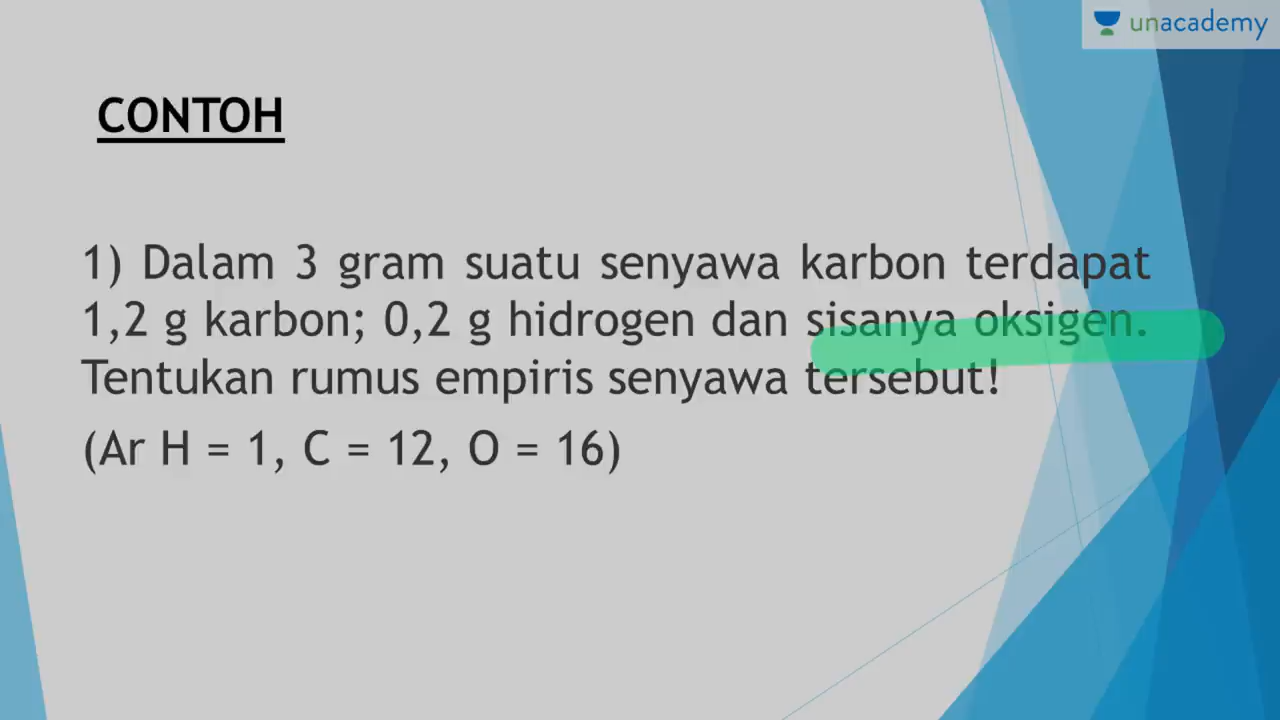 unacademy
CONTOH
1) Dalam 3 gram suatu senyawa karbon terdapat
1,2 g karbon; 0,2 g hidrogen dan sisanya oksigen.
Tentukan rumus empiris senyawa tersebut!
(Ar H = 1, C = 12, O = 16)